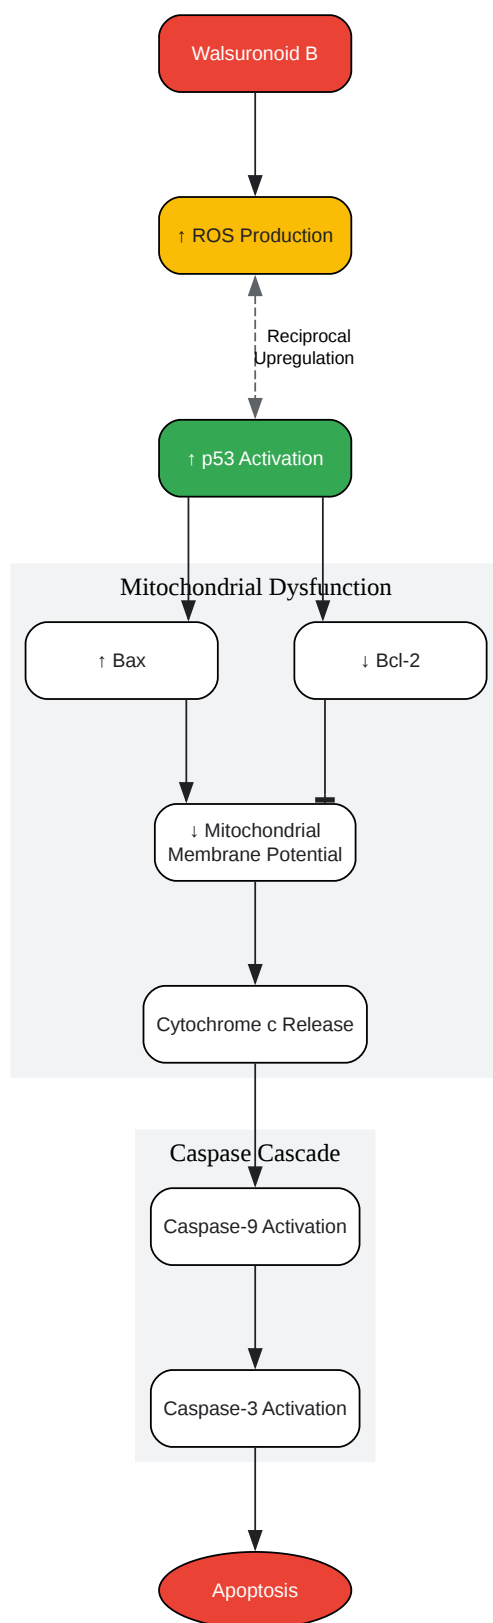 Walsuronoid B
↑ ROS Production
Reciprocal
Upregulation
↑ p53 Activation
Mitochondrial Dysfunction
↑ Bax
↓ Bcl-2
↓ Mitochondrial
Membrane Potential
Cytochrome c Release
Caspase Cascade
Caspase-9 Activation
Caspase-3 Activation
Apoptosis